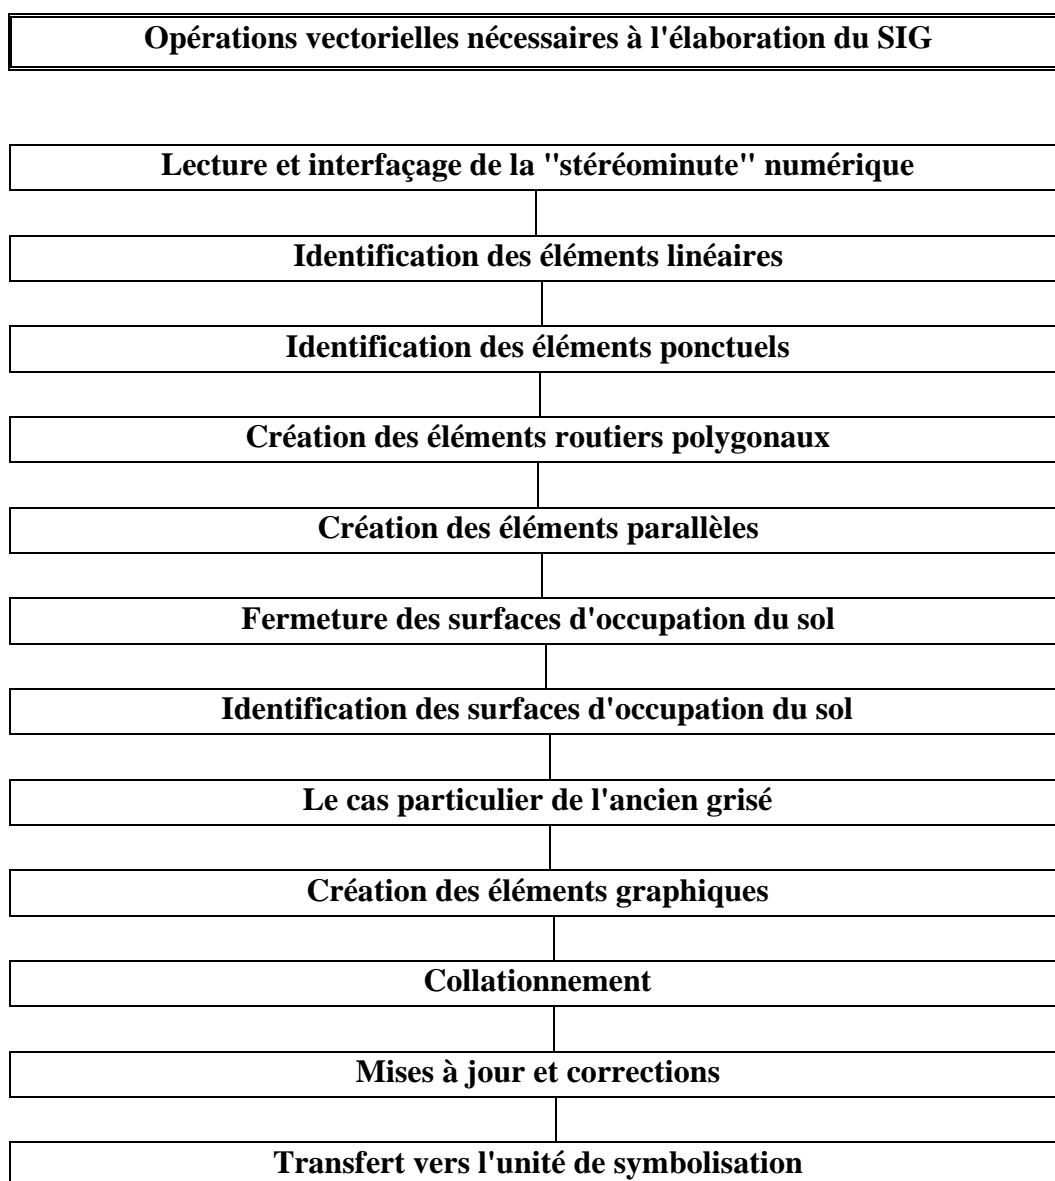 Opérations vectorielles nécessaires à l'élaboration du SIG
Lecture et interfaçage de la "stéréominute" numérique
Identification des éléments linéaires
Identification des éléments ponctuels
Création des éléments routiers polygonaux
Création des éléments parallèles
Fermeture des surfaces d'occupation du sol
Identification des surfaces d'occupation du sol
Le cas particulier de l'ancien grisé
Création des éléments graphiques
Collationnement
Mises à jour et corrections
Transfert vers l'unité de symbolisation